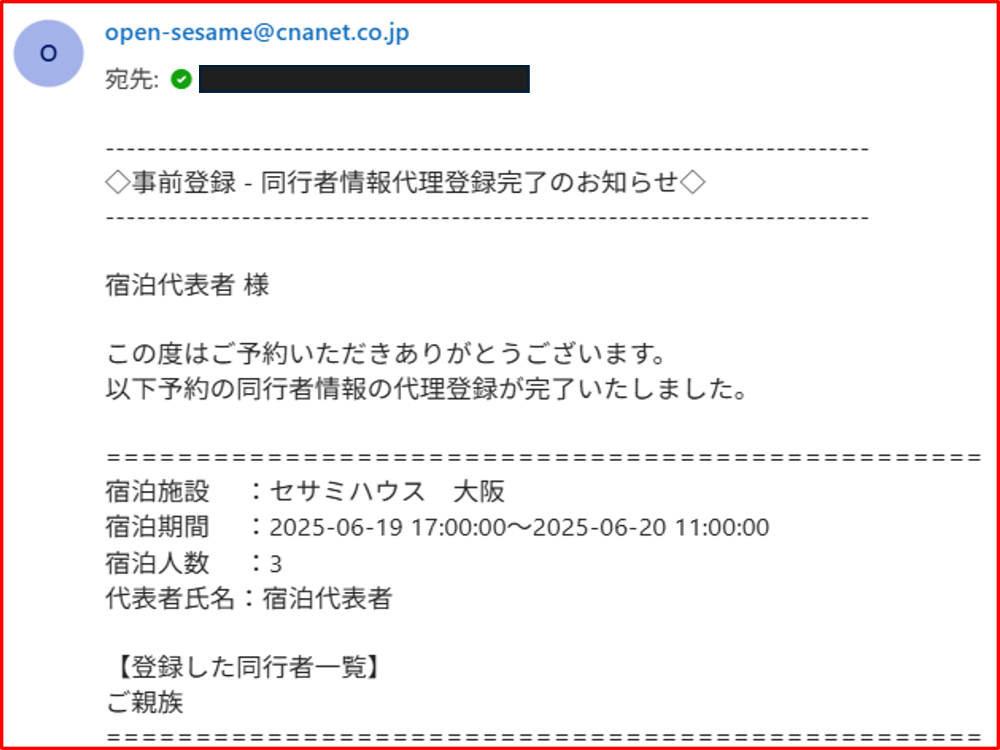 O
open-sesame@cnanet.co.jp
宛先:
--------------------------------------------------------------------------
◇事前登録 - 同行者情報代理登録完了のお知らせ◇
--------------------------------------------------------------------------
宿泊代表者 様
この度はご予約いただきありがとうございます。
以下予約の同行者情報の代理登録が完了いたしました。
=================================================
宿泊施設　：セサミハウス　大阪
宿泊期間　：2025-06-19 17:00:00～2025-06-20 11:00:00
宿泊人数　：3
代表者氏名：宿泊代表者
【登録した同行者一覧】
ご親族
=================================================